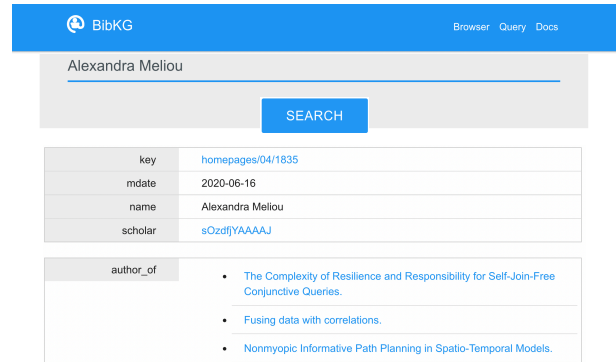 BibKG
Browser Query Docs
Alexandra Meliou
SEARCH
key homepages/04/1835
mdate 2020-06-16
name Alexandra Meliou
scholar sOzdfjYAAAAJ
author_of
• The Complexity of Resilience and Responsibility for Self-Join-Free
Conjunctive Queries.
• Fusing data with correlations.
• Nonmyopic Informative Path Planning in Spatio-Temporal Models.